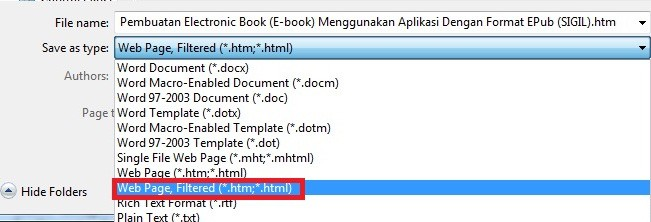 File name: Pembuatan Electronic Book (E-book) Menggunakan Aplikasi Dengan Format EPub (SIGIL).htm
Save as type: Web Page, Filtered (*.htm;*.html)
Word Document (*.docx)
Authors: Word Macro-Enabled Document (*.docm)
Word 97-2003 Document (*.doc)
Page t Word Template (*.dotx)
Word Macro-Enabled Template (*.dotm)
Word 97-2003 Template (*.dot)
Single File Web Page (*.mht;*.mhtml)
Web Page (*.htm;*.html)
Hide Folders Web Page, Filtered (*.htm;*.html)
Rich Text Format (*.rtf)
Plain Text (*.txt)